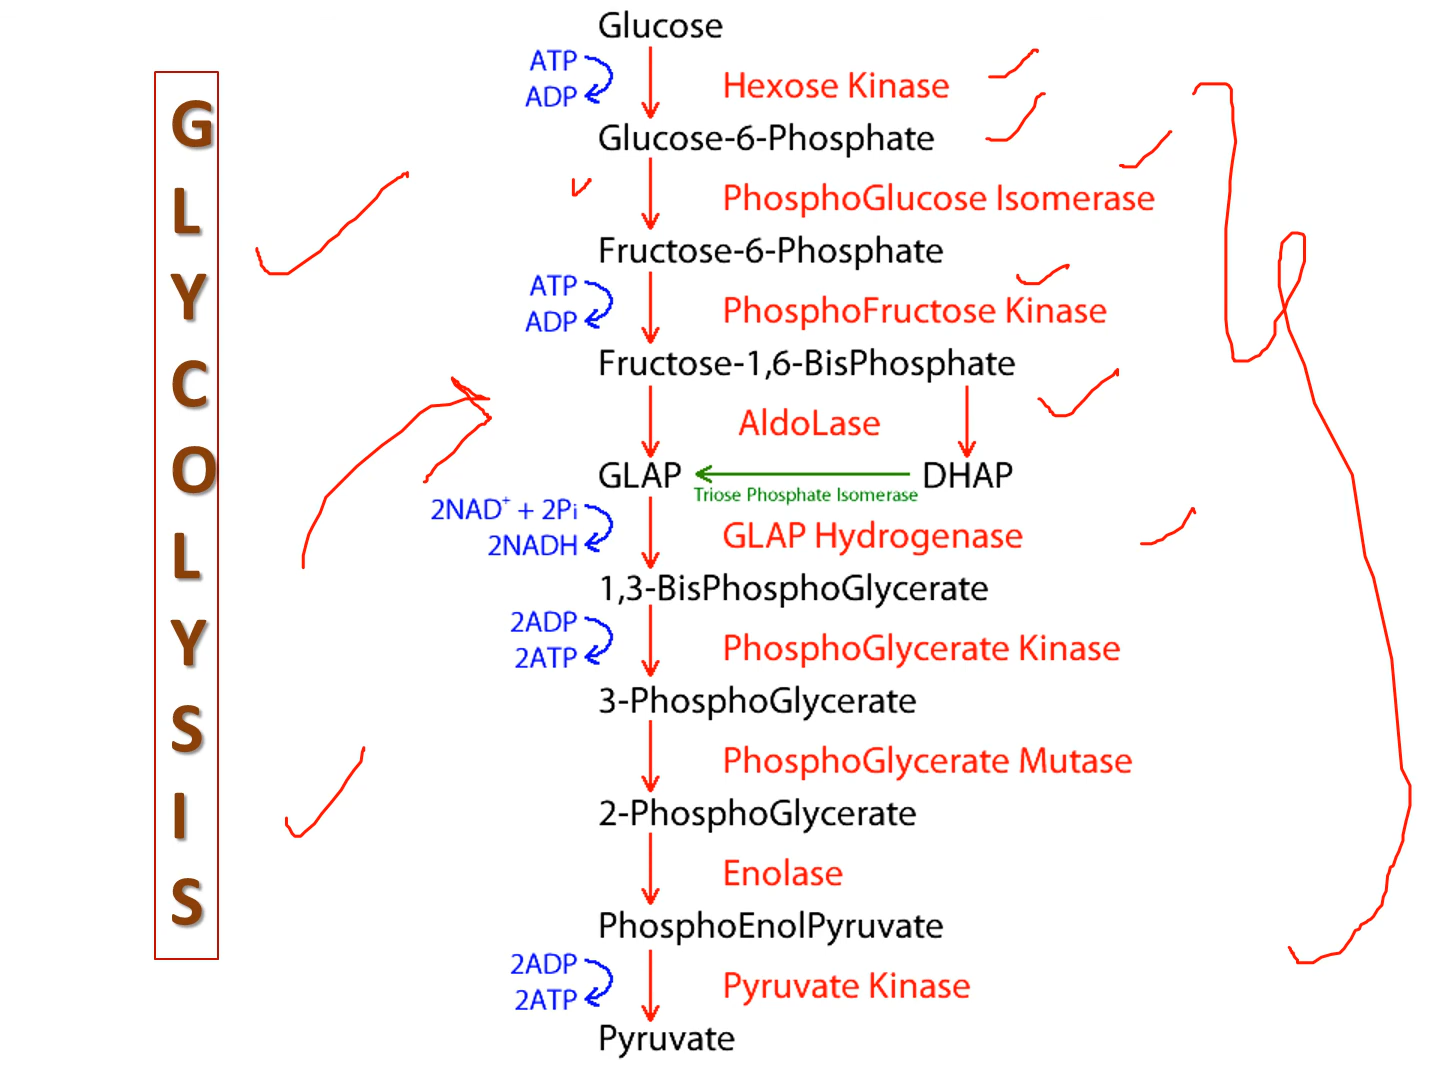 G
L
Y
C
O
L
Y
S
I
S
Glucose
ATP
ADP
Hexose Kinase
Glucose-6-Phosphate
PhosphoGlucose Isomerase
Fructose-6-Phosphate
ATP
ADP
PhosphoFructose Kinase
Fructose-1,6-BisPhosphate
AldoLase
GLAP
DHAP
Triose Phosphate Isomerase
2NAD⁺ + 2Pi
2NADH
GLAP Hydrogenase
1,3-BisPhosphoGlycerate
2ADP
2ATP
PhosphoGlycerate Kinase
3-PhosphoGlycerate
PhosphoGlycerate Mutase
2-PhosphoGlycerate
Enolase
PhosphoEnolPyruvate
2ADP
2ATP
Pyruvate Kinase
Pyruvate